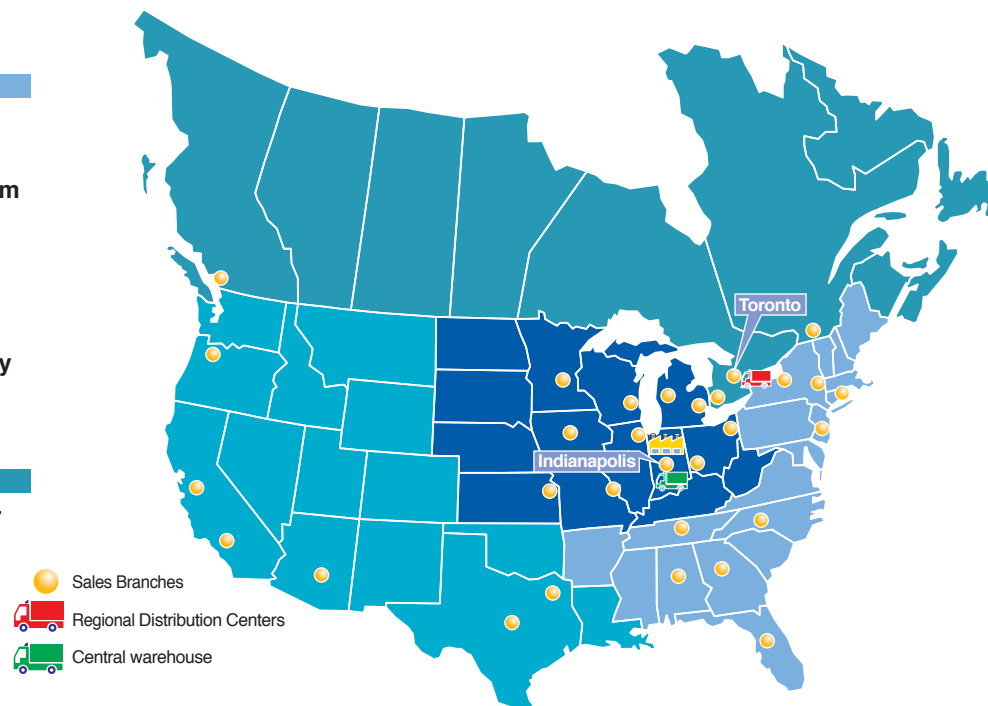 m
y
Toronto
Indianapolis
Sales Branches
Regional Distribution Centers
Central warehouse